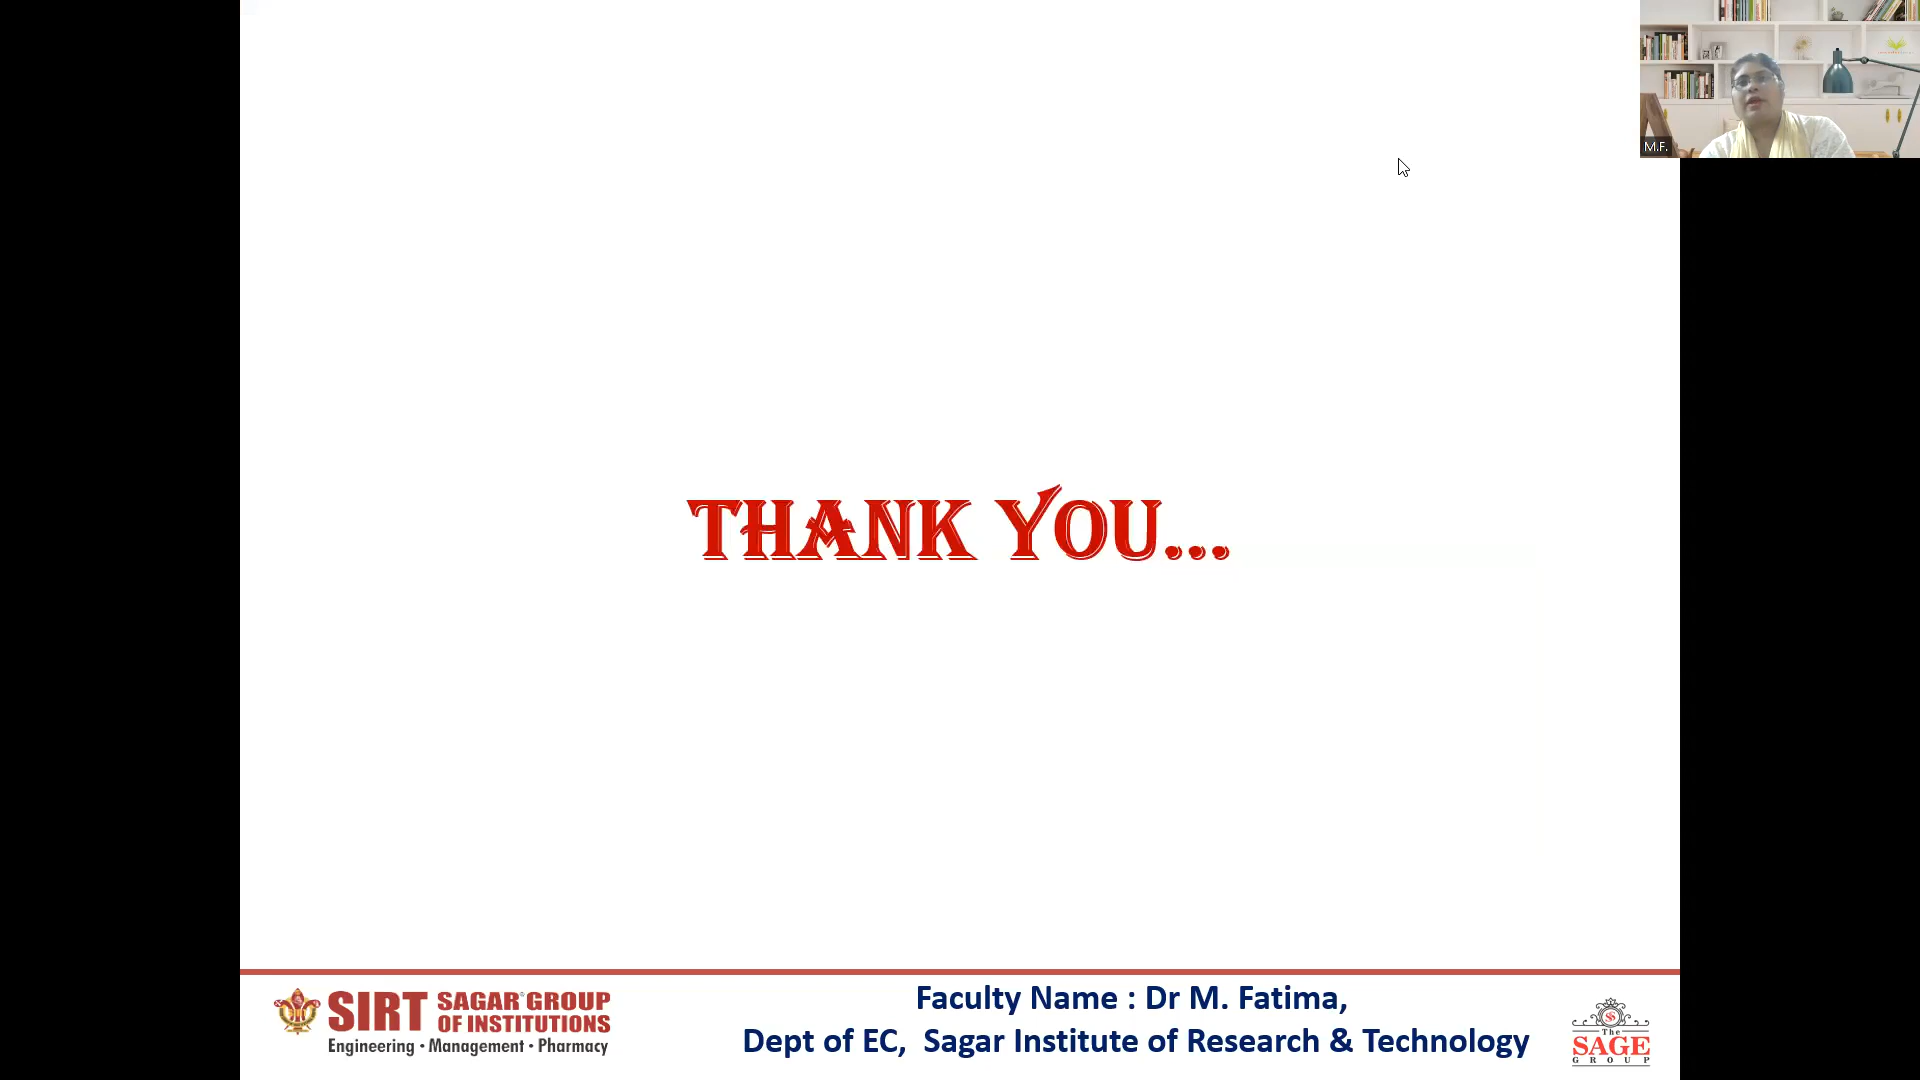 M.F.
THANK YOU...
SIRT SAGAR GROUP
OF INSTITUTIONS
Engineering • Management • Pharmacy
Faculty Name : Dr M. Fatima,
Dept of EC, Sagar Institute of Research & Technology
The
SAGE
GROUP